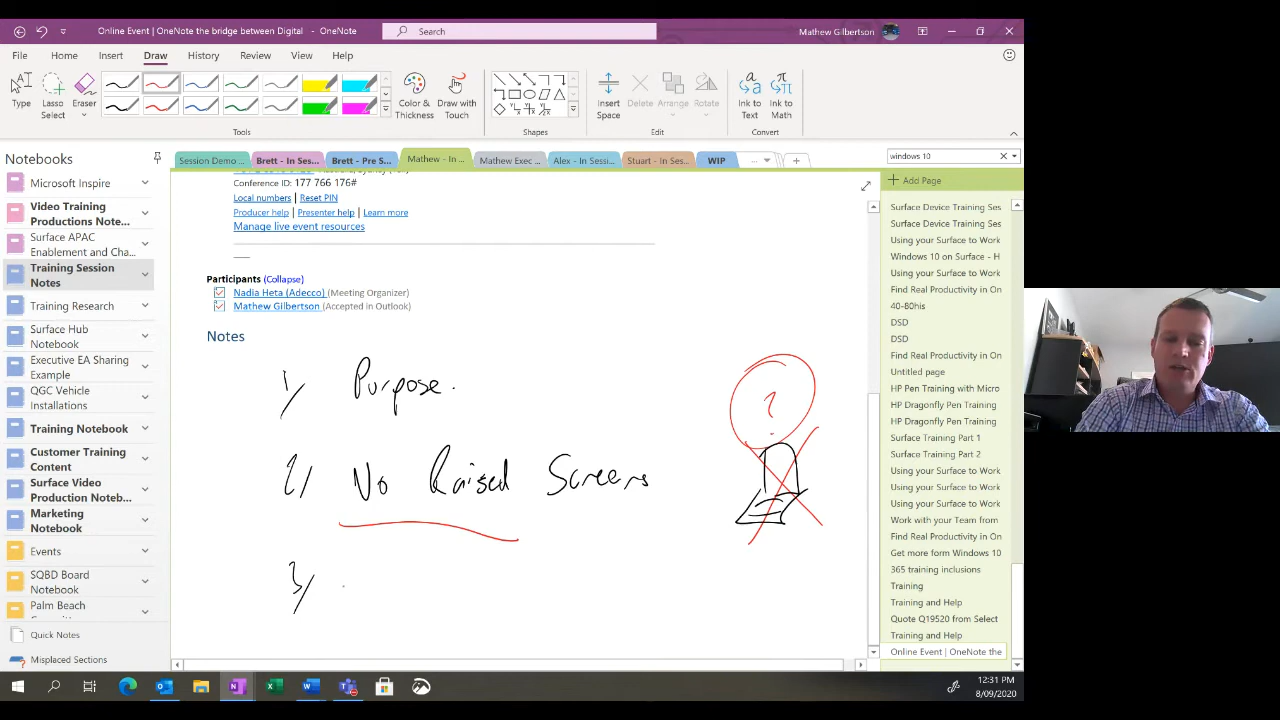 Online Event | OneNote the bridge between Digital - OneNote
Search
Mathew Gilbertson
File Home Insert Draw History Review View Help
Type
Lasso Select
Eraser
Color & Thickness
Draw with Touch
Insert Space
Delete
Arrange
Rotate
Ink to Text
Ink to Math
Tools
Shapes
Edit
Convert
Notebooks
Microsoft Inspire
Video Training
Productions Note...
Surface APAC
Enablement and Cha...
Training Session
Notes
Training Research
Surface Hub
Notebook
Executive EA Sharing
Example
QGC Vehicle
Installations
Training Notebook
Customer Training
Content
Surface Video
Production Noteb...
Marketing
Notebook
Events
SQBD Board
Notebook
Palm Beach
Quick Notes
Misplaced Sections
Session Demo ...
Brett - In Ses...
Brett - Pre S...
Mathew - In ...
Mathew Exec ...
Alex - In Sessi...
Stuart - In Ses...
WIP
...
windows 10
Conference ID: 177 766 176#
Local numbers | Reset PIN
Producer help | Presenter help | Learn more
Manage live event resources
Participants (Collapse)
Nadia Heta (Adecco) (Meeting Organizer)
Mathew Gilbertson (Accepted in Outlook)
Notes
1/ Purpose.
2/ No Raised Screens
3/
?
Add Page
Surface Device Training Ses
Surface Device Training Ses
Using your Surface to Work
Windows 10 on Surface - H
Using your Surface to Work
Find Real Productivity in On
40-80his
DSD
DSD
Find Real Productivity in On
Untitled page
HP Pen Training with Micro
HP Dragonfly Pen Training
HP Dragonfly Pen Training
Surface Training Part 1
Surface Training Part 2
Using your Surface to Work
Using your Surface to Work
Using your Surface to Work
Work with your Team from
Find Real Productivity in On
Get more form Windows 10
365 training inclusions
Training
Training and Help
Quote Q19520 from Select
Training and Help
Online Event | OneNote the
12:31 PM
8/09/2020